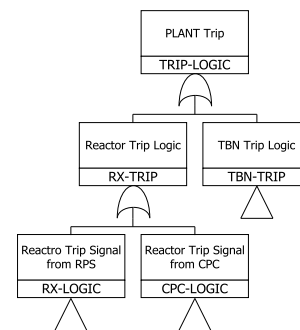 PLANT Trip
TRIP-LOGIC
Reactor Trip Logic
RX-TRIP
TBN Trip Logic
TBN-TRIP
Reactro Trip Signal
from RPS
RX-LOGIC
Reactor Trip Signal
from CPC
CPC-LOGIC